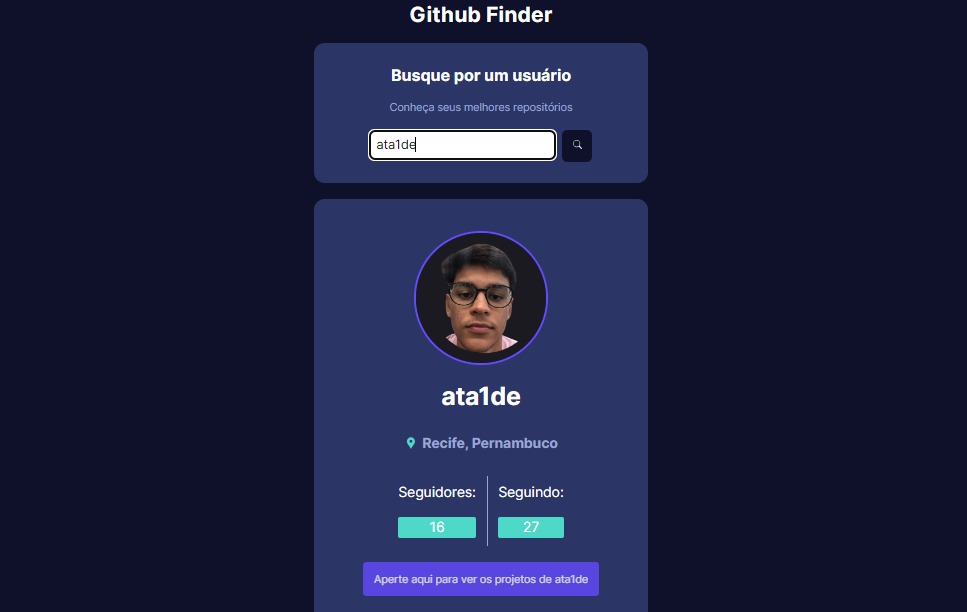 Github Finder
Busque por um usuário
Conheça seus melhores repositórios
ata1de
ata1de
Recife, Pernambuco
Seguidores: Seguindo:
16 27
Aperte aqui para ver os projetos de ata1de